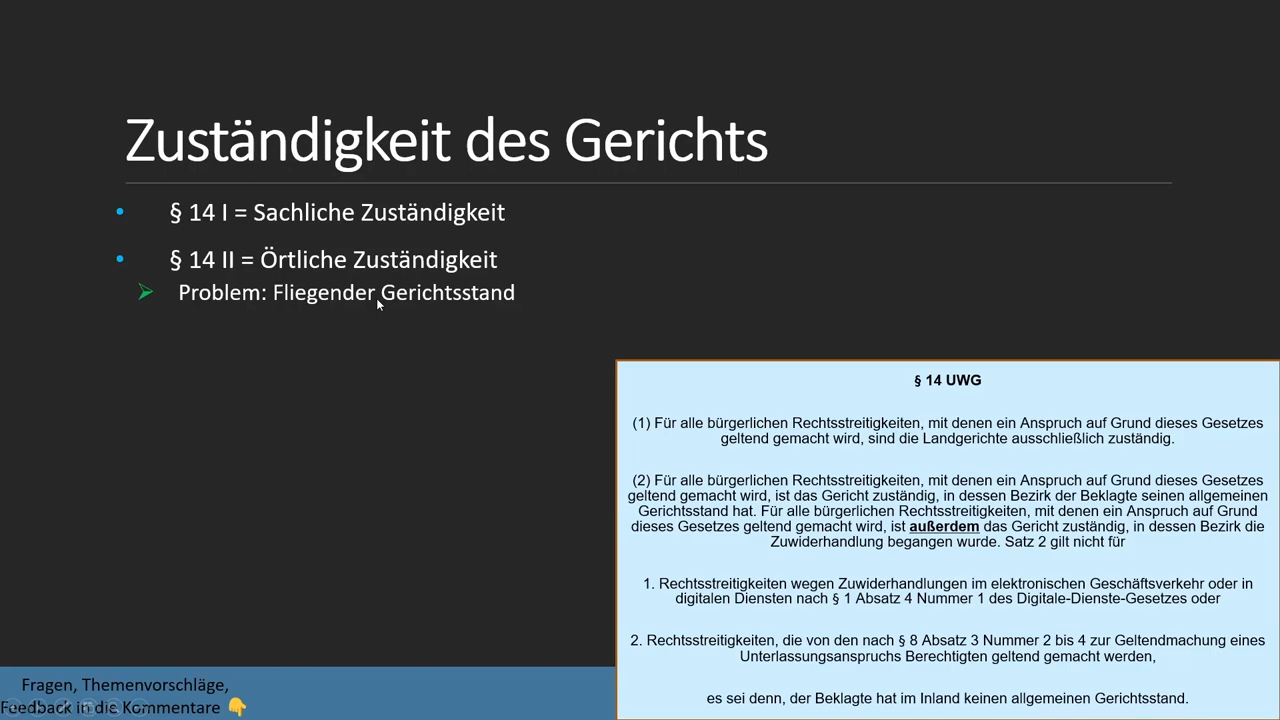 Zuständigkeit des Gerichts
§ 14 I = Sachliche Zuständigkeit
§ 14 II = Örtliche Zuständigkeit
Problem: Fliegender Gerichtsstand
§ 14 UWG
(1) Für alle bürgerlichen Rechtsstreitigkeiten, mit denen ein Anspruch auf Grund dieses Gesetzes
geltend gemacht wird, sind die Landgerichte ausschließlich zuständig.
(2) Für alle bürgerlichen Rechtsstreitigkeiten, mit denen ein Anspruch auf Grund dieses Gesetzes
geltend gemacht wird, ist das Gericht zuständig, in dessen Bezirk der Beklagte seinen allgemeinen
Gerichtsstand hat. Für alle bürgerlichen Rechtsstreitigkeiten, mit denen ein Anspruch auf Grund
dieses Gesetzes geltend gemacht wird, ist außerdem das Gericht zuständig, in dessen Bezirk die
Zuwiderhandlung begangen wurde. Satz 2 gilt nicht für
1. Rechtsstreitigkeiten wegen Zuwiderhandlungen im elektronischen Geschäftsverkehr oder in
digitalen Diensten nach § 1 Absatz 4 Nummer 1 des Digitale-Dienste-Gesetzes oder
2. Rechtsstreitigkeiten, die von den nach § 8 Absatz 3 Nummer 2 bis 4 zur Geltendmachung eines
Unterlassungsanspruchs Berechtigten geltend gemacht werden,
es sei denn, der Beklagte hat im Inland keinen allgemeinen Gerichtsstand.
Fragen, Themenvorschläge,
Feedback in die Kommentare 👇